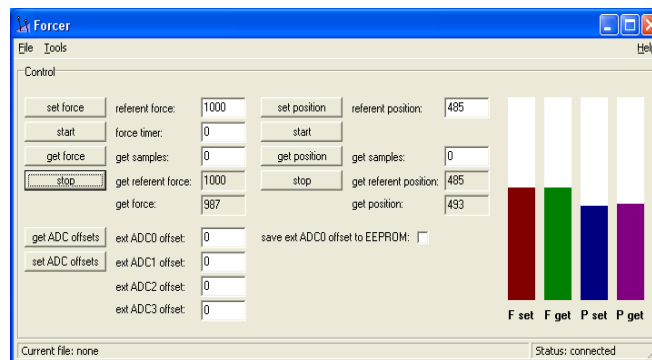 Forcer
File Tools Help
Control
set force referent force: 1000 set position referent position: 485
start force timer: 0 start
get force get samples: 0 get position get samples: 0
stop get referent force: 1000 stop get referent position: 485
get force: 987 get position: 493
get ADC offsets ext ADC0 offset: 0 save ext ADC0 offset to EEPROM:
set ADC offsets ext ADC1 offset: 0
ext ADC2 offset: 0
ext ADC3 offset: 0
F set F get P set P get
Current file: none Status: connected